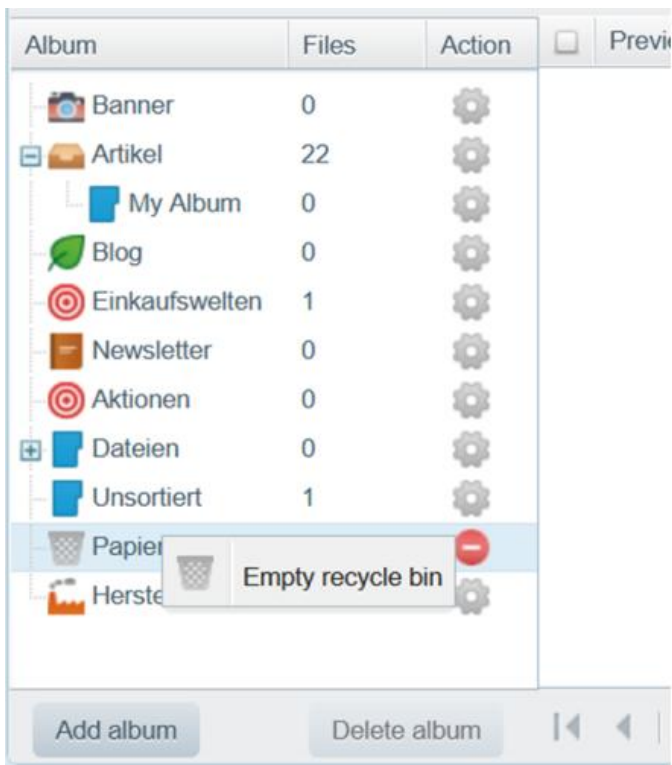 Album Files Action Previ
Banner 0
Artikel 22
My Album 0
Blog 0
Einkaufswelten 1
Newsletter 0
Aktionen 0
Dateien 0
Unsortiert 1
Papier
Empty recycle bin
Herste
Add album Delete album